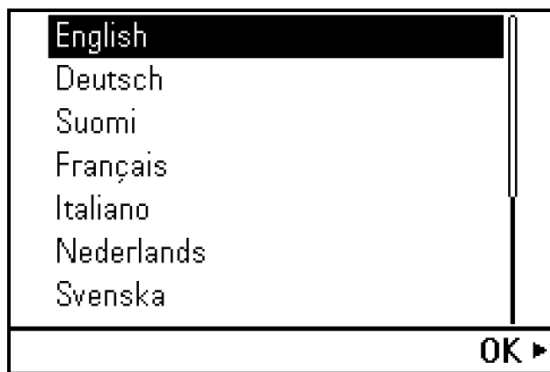 English
Deutsch
Suomi
Français
Italiano
Nederlands
Svenska
OK ►